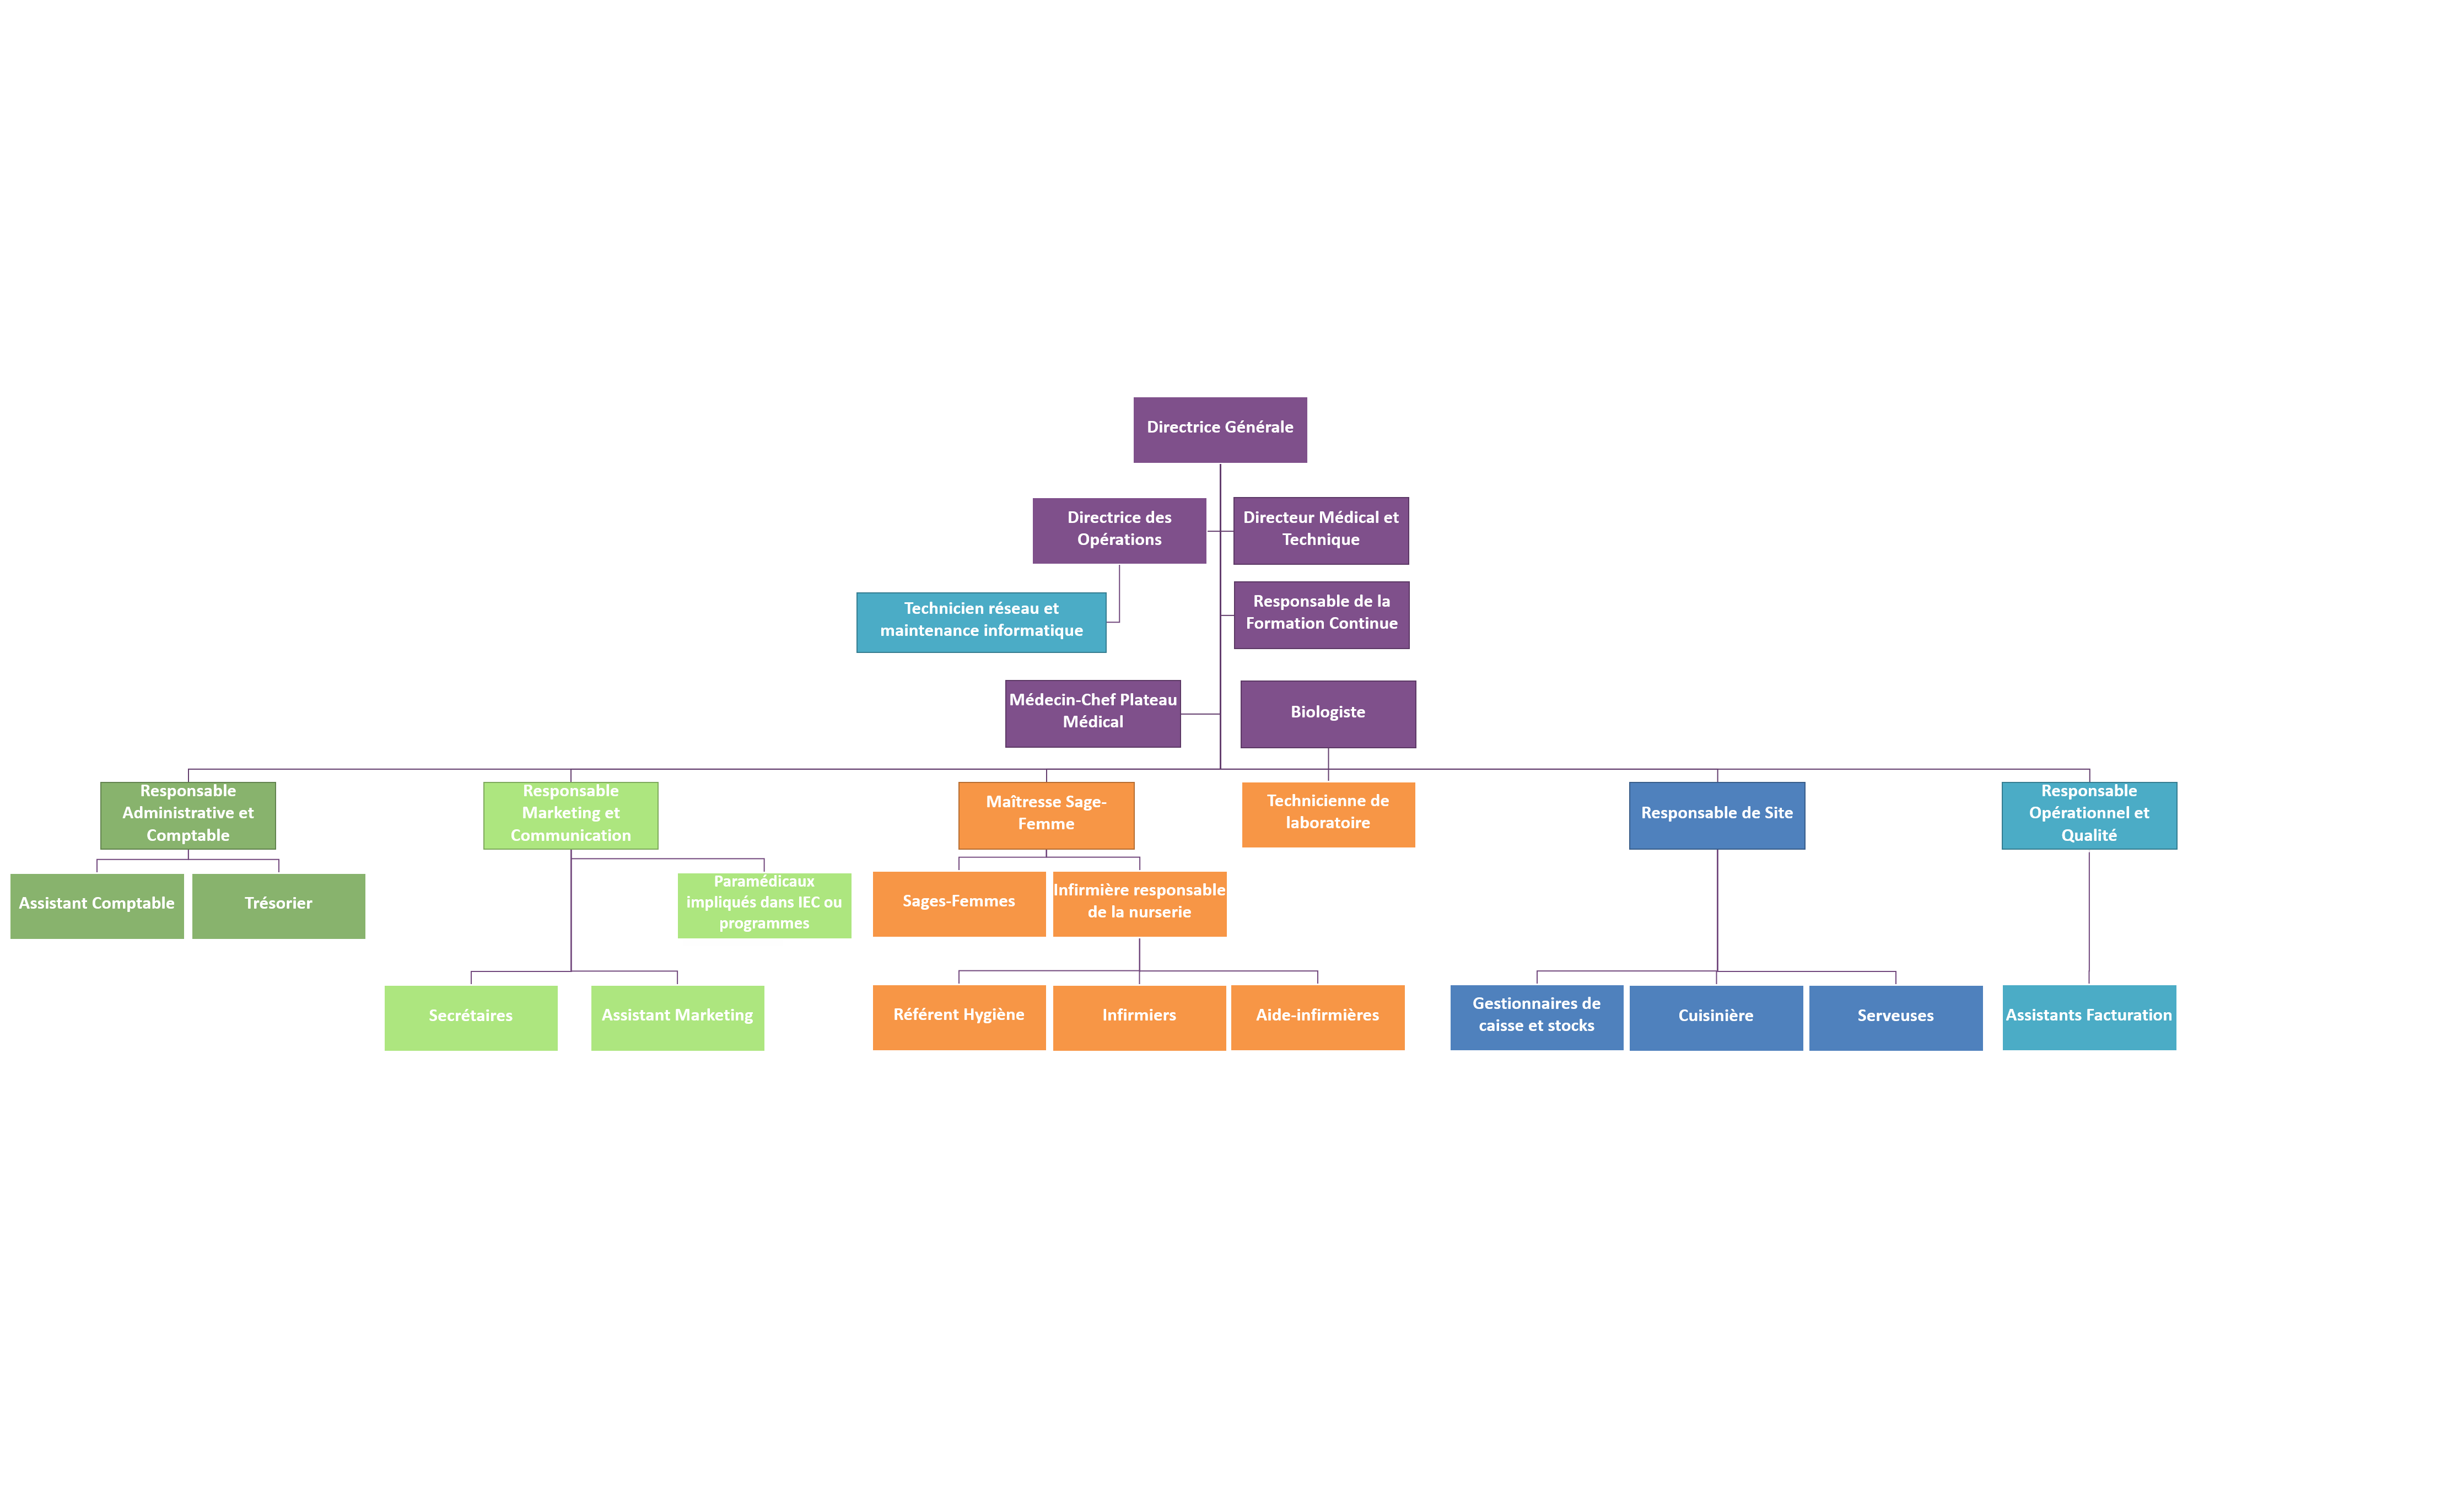 Directrice Générale
Directrice des
Opérations
Directeur Médical et
Technique
Technicien réseau et
maintenance informatique
Responsable de la
Formation Continue
Médecin-Chef Plateau
Médical
Biologiste
Responsable
Administrative et
Comptable
Responsable
Marketing et
Communication
Maîtresse Sage-
Femme
Technicienne de
laboratoire
Responsable de Site
Responsable
Opérationnel et
Qualité
Assistant Comptable
Trésorier
Paramédicaux
impliqués dans IEC ou
programmes
Sages-Femmes
Infirmière responsable
de la nurserie
Secrétaires
Assistant Marketing
Référent Hygiène
Infirmiers
Aide-infirmières
Gestionnaires de
caisse et stocks
Cuisinière
Serveuses
Assistants Facturation